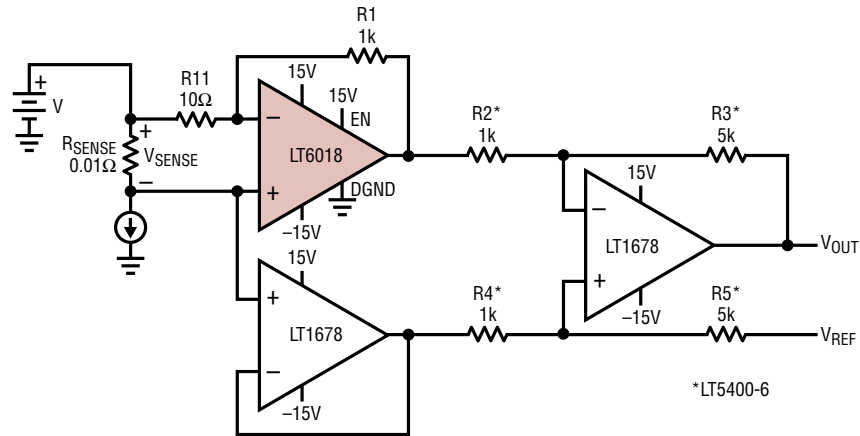 R1
1k
15V
R11
10Ω
15V
EN
+
V
+
RSENSE
0.01Ω
VSENSE
−
−
LT6018
+
DGND
–15V
R2*
1k
R3*
5k
15V
−
LT1678
+
–15V
VOUT
15V
+
LT1678
−
–15V
R4*
1k
R5*
5k
VREF
*LT5400-6